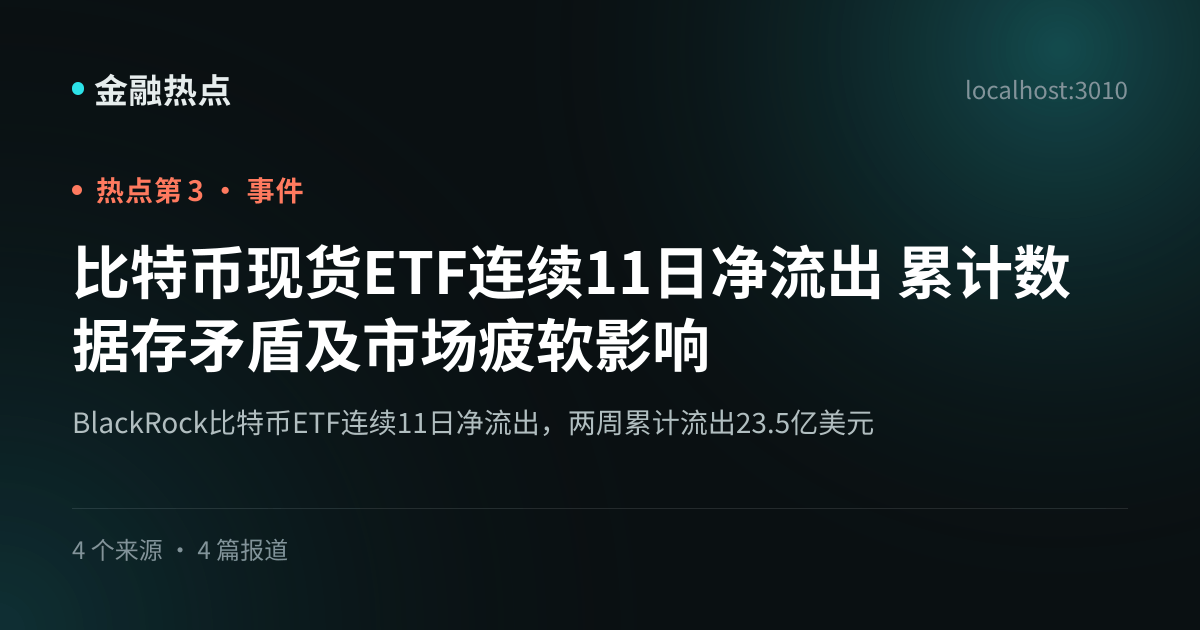 金融热点
localhost:3010
热点第 3 · 事件
比特币现货ETF连续11日净流出 累计数
据存矛盾及市场疲软影响
BlackRock比特币ETF连续11日净流出，两周累计流出23.5亿美元
4 个来源 · 4 篇报道